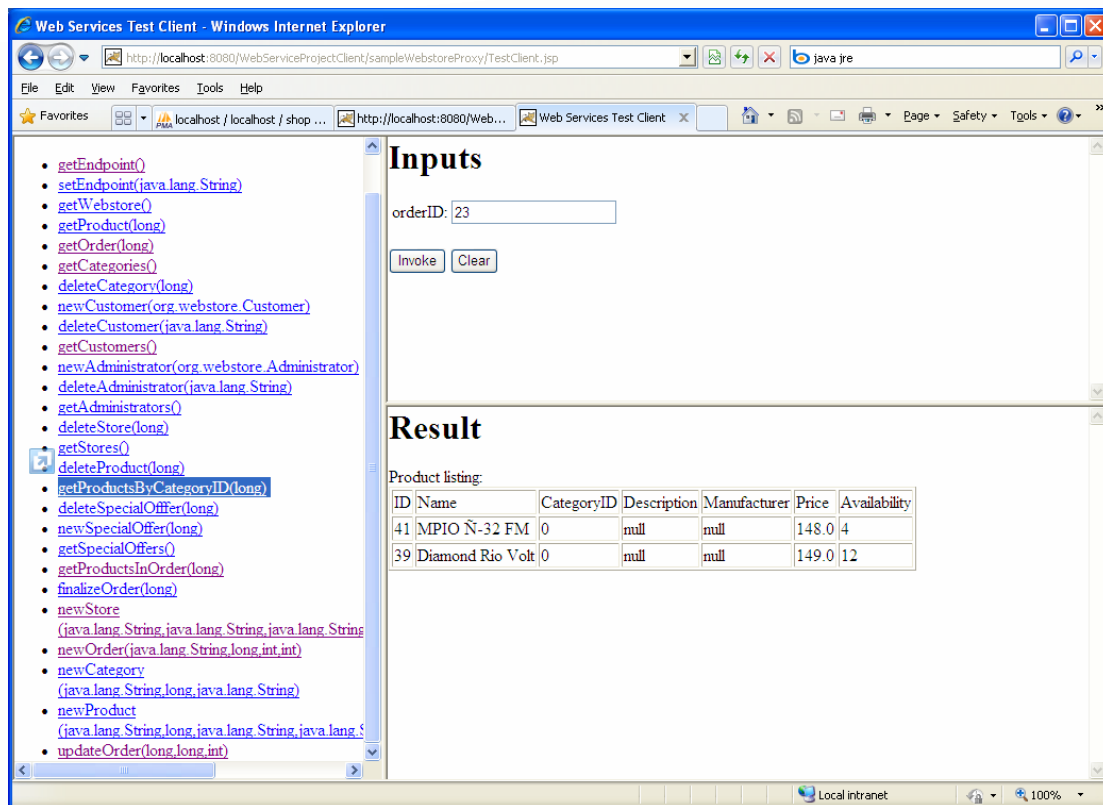 Web Services Test Client - Windows Internet Explorer
http://localhost:8080/WebServiceProjectClient/sampleWebstoreProxy/TestClient.jsp
java jre
File Edit View Favorites Tools Help
Favorites
PMA localhost / localhost / shop ...
http://localhost:8080/Web...
Web Services Test Client X
Page Safety Tools »
getEndpoint()
setEndpoint(java.lang.String)
getWebstore()
getProduct(long)
getOrder(long)
getCategories()
deleteCategory(long)
newCustomer(org.webstore.Customer)
deleteCustomer(java.lang.String)
getCustomers()
newAdministrator(org.webstore.Administrator)
deleteAdministrator(java.lang.String)
getAdministrators()
deleteStore(long)
getStores()
deleteProduct(long)
getProductsByCategoryID(long)
deleteSpecialOfffer(long)
newSpecialOffer(long)
getSpecialOffers()
getProductsInOrder(long)
finalizeOrder(long)
newStore
(java.lang.String,java.lang.String,java.lang.String
newOrder(java.lang.String,long,int,int)
newCategory
(java.lang.String,long,java.lang.String)
newProduct
(java.lang.String,long,java.lang.String,java.lang.S
updateOrder(long,long,int)
Inputs
orderID: 23
Invoke Clear
Result
Product listing:
ID Name CategoryID Description Manufacturer Price Availability
41 MPIO Ñ-32 FM 0 null null 148.0 4
39 Diamond Rio Volt 0 null null 149.0 12
Local intranet 100%